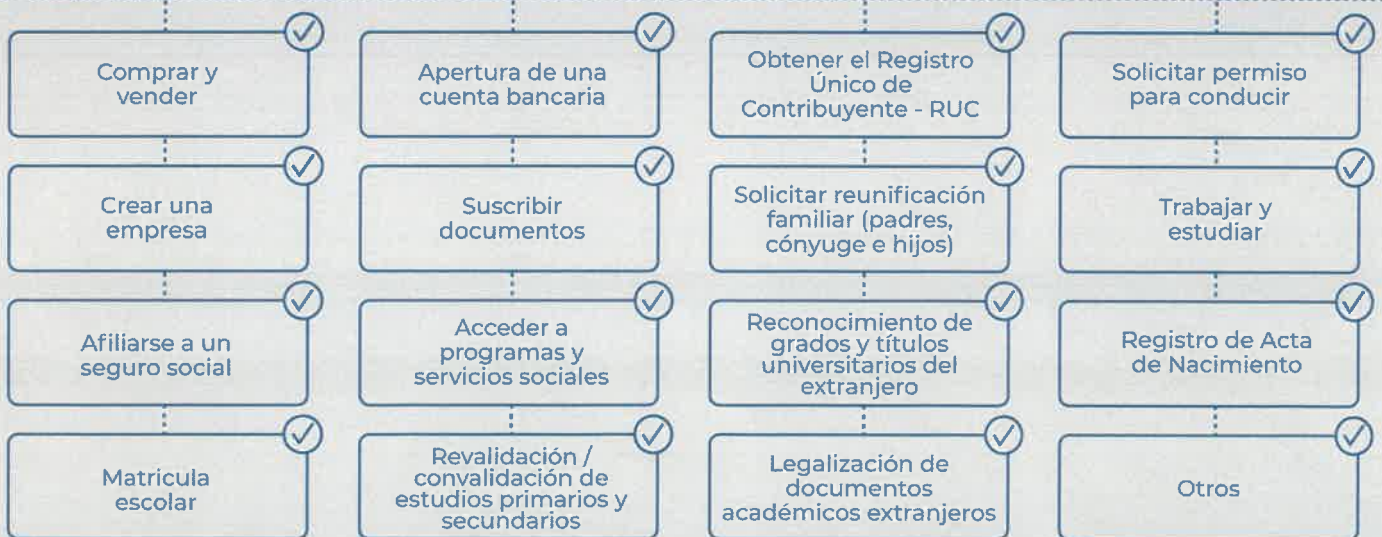 Comprar y
vender
Apertura de una
cuenta bancaria
Obtener el Registro
Único de
Contribuyente - RUC
Solicitar permiso
para conducir
Crear una
empresa
Suscribir
documentos
Solicitar reunificación
familiar (padres,
cónyuge e hijos)
Trabajar y
estudiar
Afiliarse a un
seguro social
Acceder a
programas y
servicios sociales
Reconocimiento de
grados y títulos
universitarios del
extranjero
Registro de Acta
de Nacimiento
Matricula
escolar
Revalidación /
convalidación de
estudios primarios y
secundarios
Legalización de
documentos
académicos extranjeros
Otros